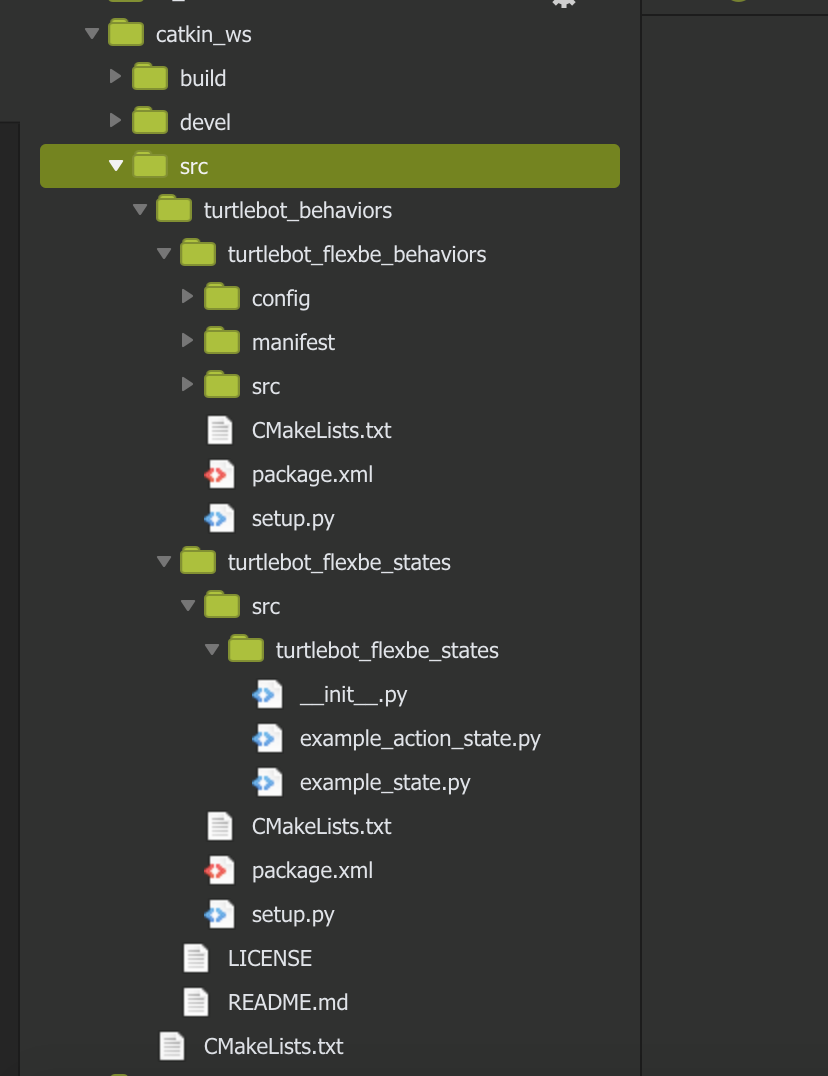 catkin_ws
build
devel
src
turtlebot_behaviors
turtlebot_flexbe_behaviors
config
manifest
src
CMakeLists.txt
package.xml
setup.py
turtlebot_flexbe_states
src
turtlebot_flexbe_states
__init__.py
example_action_state.py
example_state.py
CMakeLists.txt
package.xml
setup.py
LICENSE
README.md
CMakeLists.txt